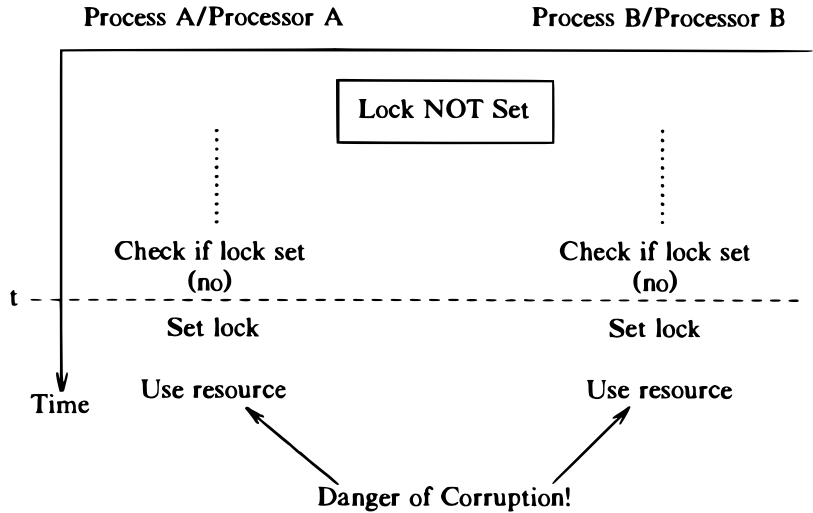 Process A/Processor A
Process B/Processor B
Lock NOT Set
Check if lock set
(no)
Check if lock set
(no)
t
Set lock
Set lock
Use resource
Use resource
Time
Danger of Corruption!